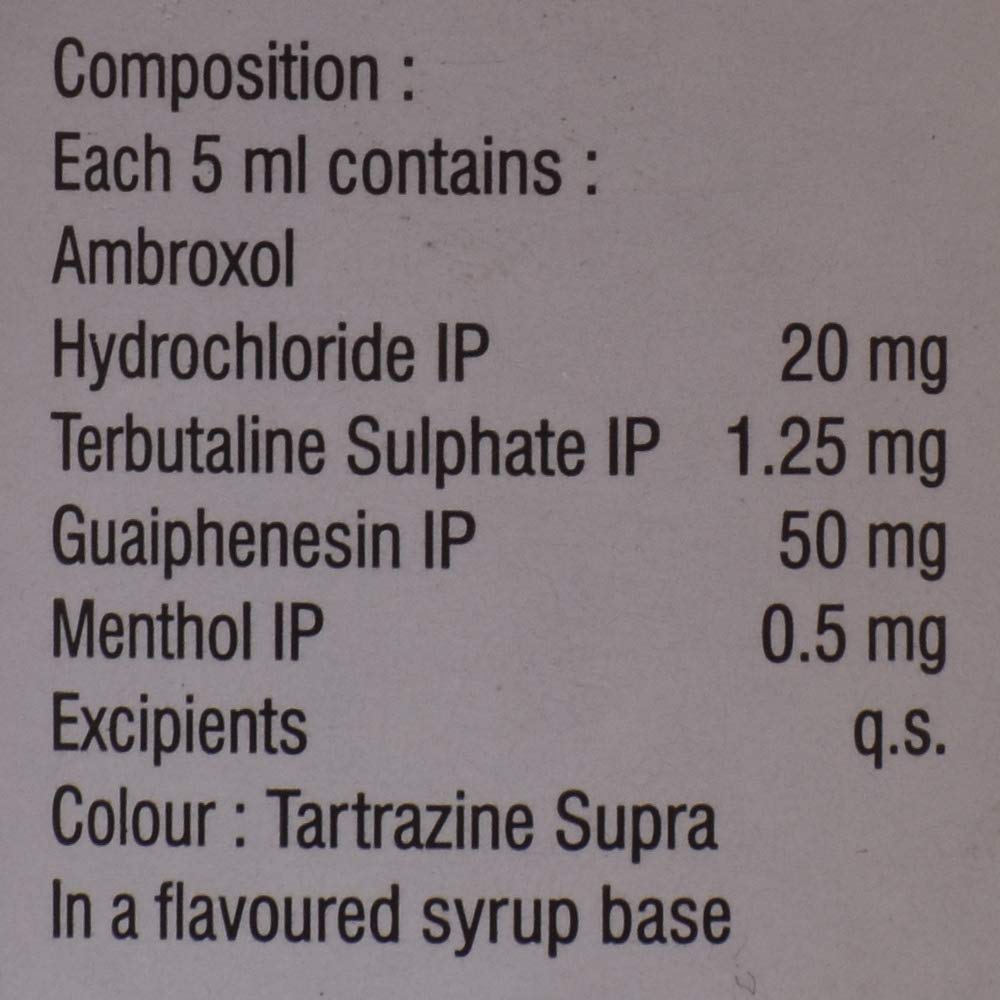 Composition :
Each 5 ml contains :
Ambroxol
Hydrochloride IP 20 mg
Terbutaline Sulphate IP 1.25 mg
Guaiphenesin IP 50 mg
Menthol IP 0.5 mg
Excipients q.s.
Colour : Tartrazine Supra
In a flavoured syrup base